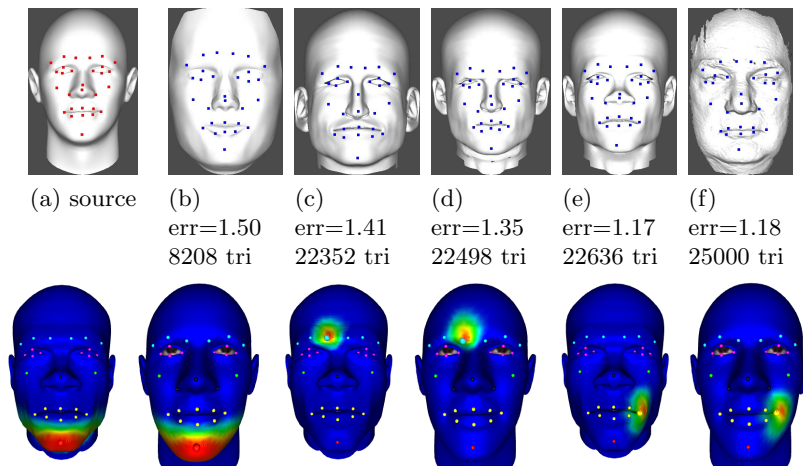 (a) source
(b)
err=1.50
8208 tri
(c)
err=1.41
22352 tri
(d)
err=1.35
22498 tri
(e)
err=1.17
22636 tri
(f)
err=1.18
25000 tri